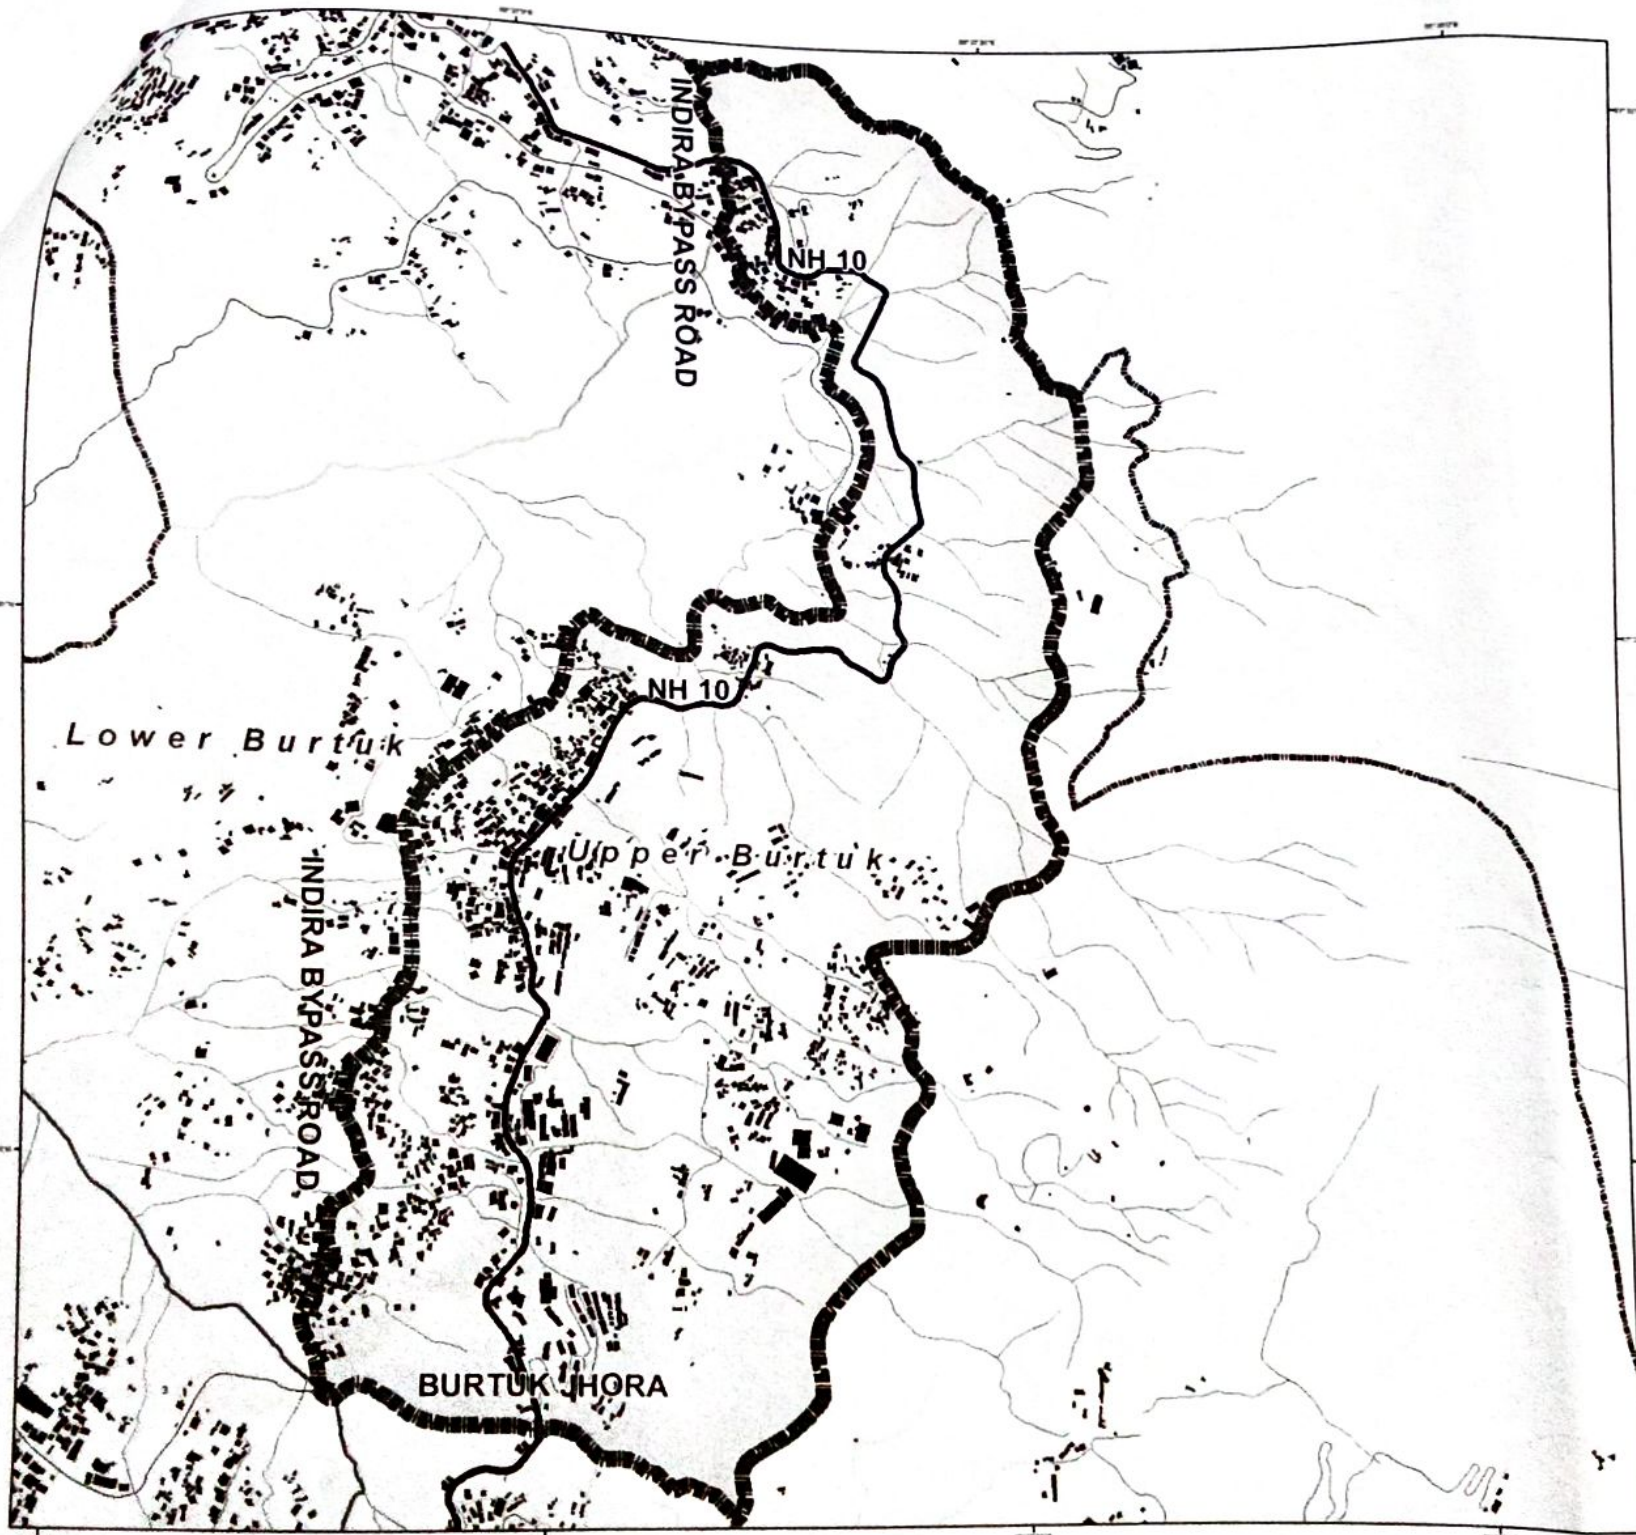 INDIRA BYPASS ROAD
NH 10
NH 10
Lower Burtuk
Upper Burtuk
INDIRA BYPASS ROAD
BURTUK JHORA